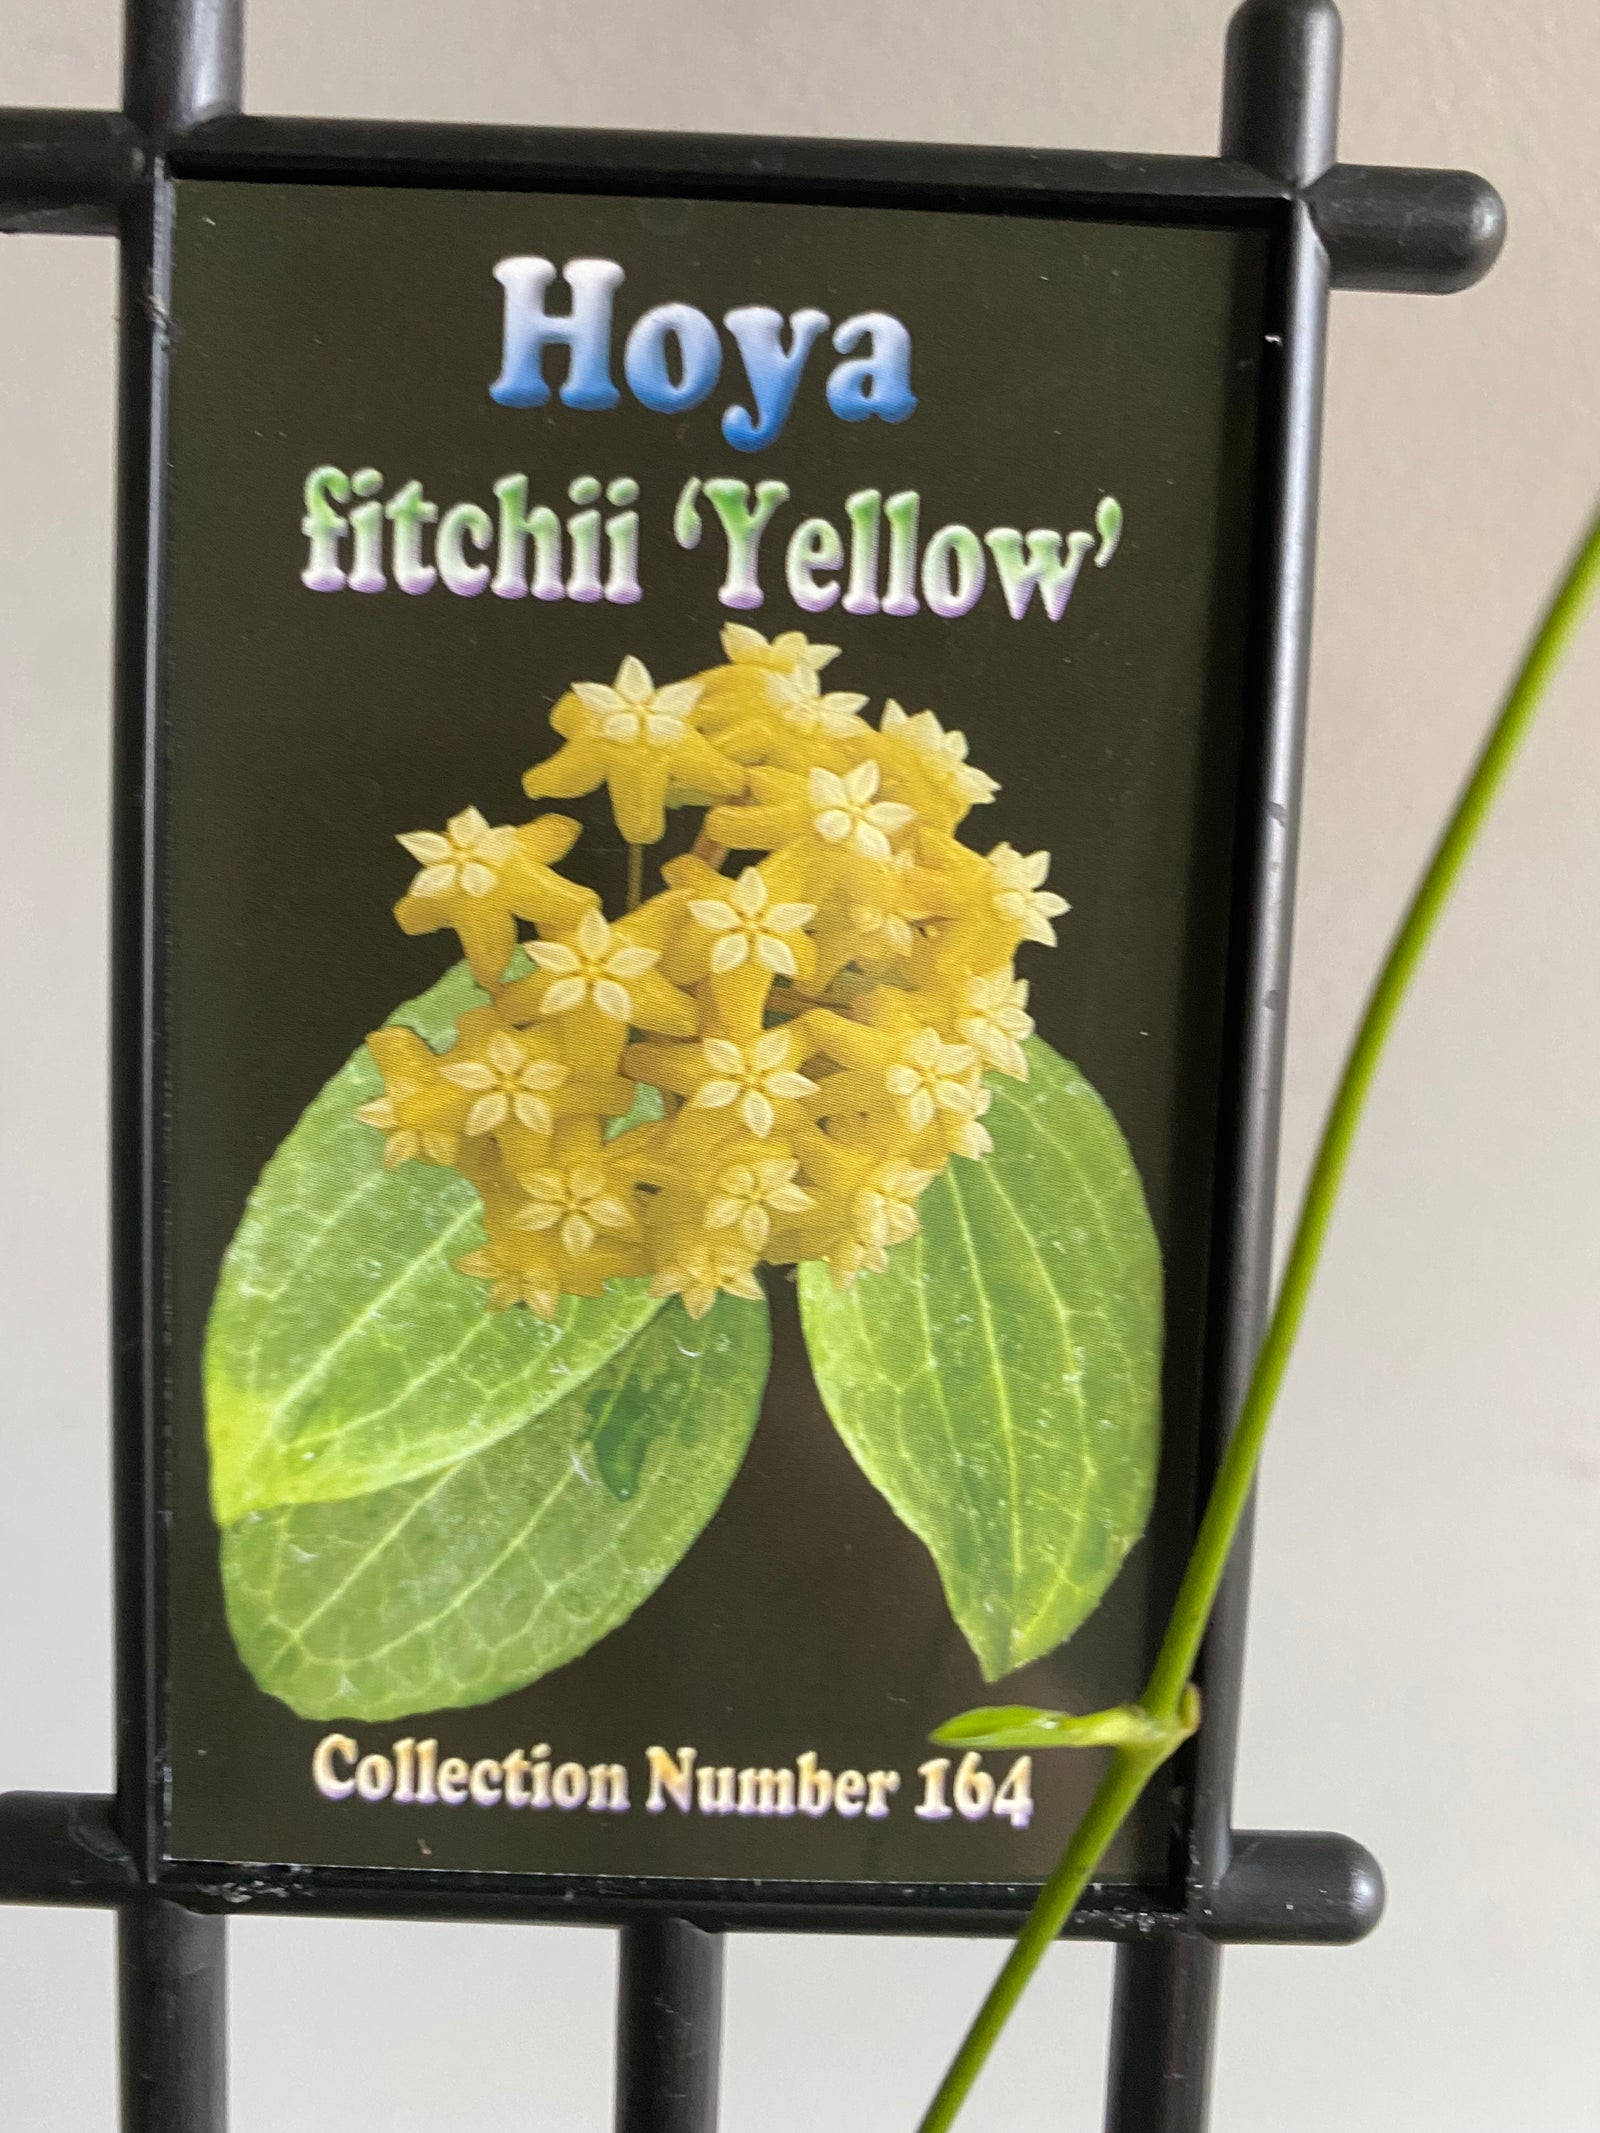 Hoya
fitchii ‘Yellow’
Collection Number 164